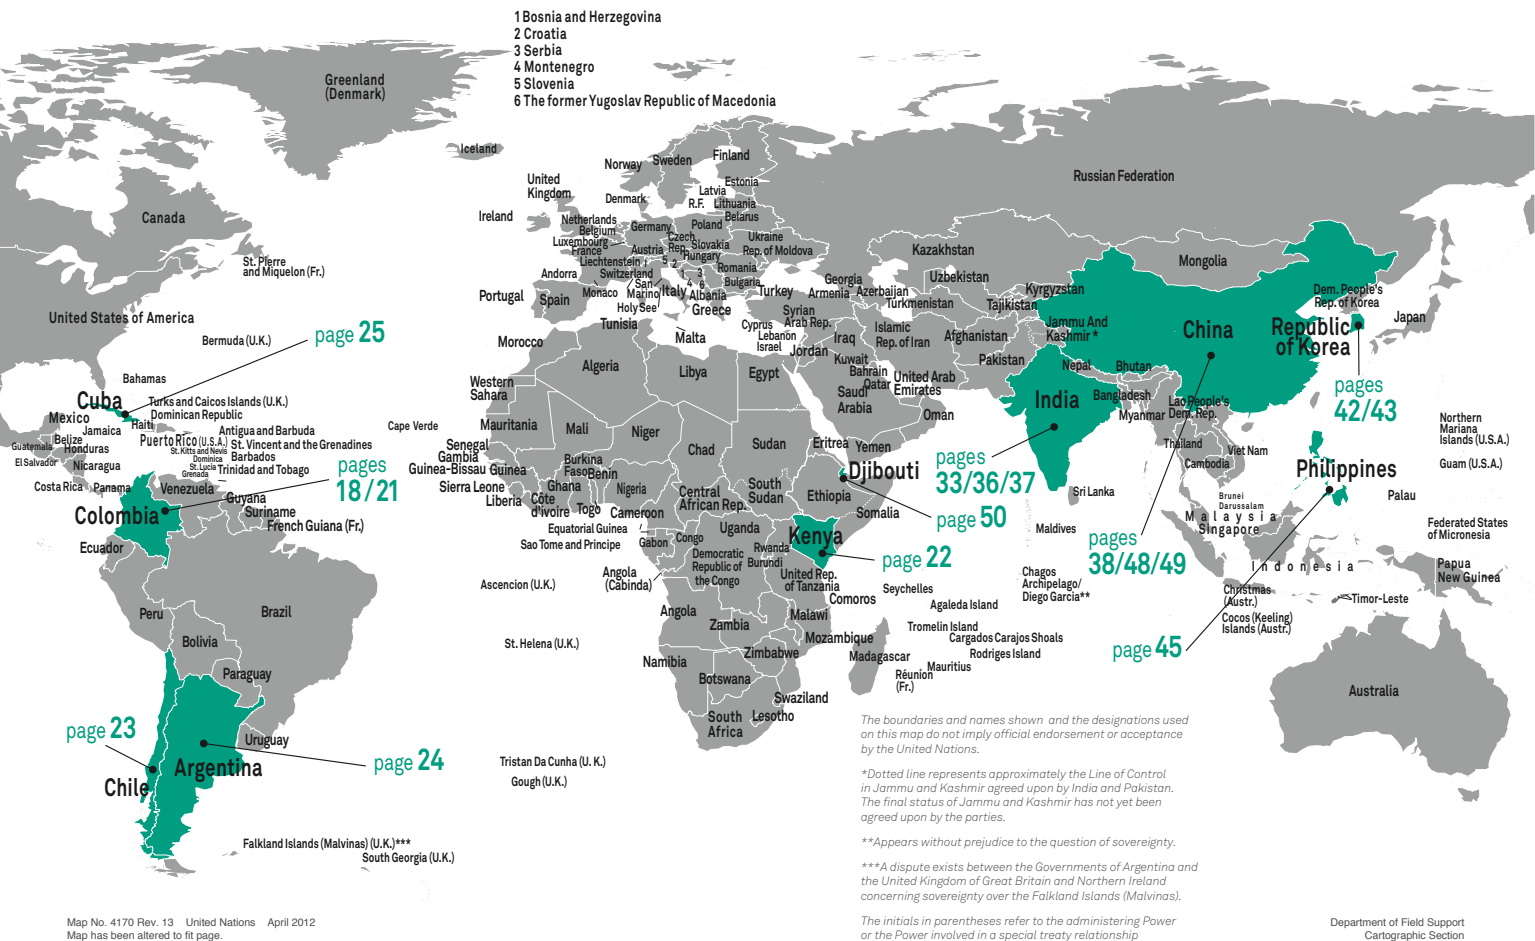 1 Bosnia and Herzegovina
2 Croatia
3 Serbia
4 Montenegro
5 Slovenia
6 The former Yugoslav Republic of Macedonia
Greenland
(Denmark)
Iceland
Norway
Sweden
Finland
Russian Federation
United
Kingdom
Estonia
Latvia
Denmark
R.F.
Lithuania
Canada
Ireland
Netherlands
Belarus
Belgium
Germany
Poland
Luxembourg
Czech
Rep.
Ukraine
France
Austria
Slovakia
Rep. of Moldova
Kazakhstan
Liechtenstein
5
2
Hungary
Mongolia
St. Pierre
and Miquelon (Fr.)
Andorra
Switzerland
1
3
Romania
Uzbekistan
San
Marino
4
6
Bulgaria
Georgia
Monaco
Italy
Albania
Turkey
Armenia
Azerbaijan
Kyrgyzstan
Dem. People's
Rep. of Korea
Portugal
Spain
Holy See
Greece
Turkmenistan
Tajikistan
United States of America
Tunisia
Syrian
Arab Rep.
Japan
Cyprus
Lebanon
Israel
Jammu And
Kashmir *
China
Republic
of Korea
page 25
Bermuda (U.K.)
Morocco
Malta
Jordan
Iraq
Islamic
Rep. of Iran
Afghanistan
Pakistan
Algeria
Libya
Egypt
Kuwait
Bahrain
Qatar
United Arab
Emirates
Nepal
Bhutan
Bahamas
Western
Sahara
Saudi
Arabia
pages
42/43
Cuba
Turks and Caicos Islands (U.K.)
Dominican Republic
Mexico
Jamaica
Haiti
India
Bangladesh
Lao People's
Dem. Rep.
Myanmar
Oman
Northern
Mariana
Islands (U.S.A.)
Belize
Honduras
Guatemala
El Salvador
Nicaragua
Puerto Rico (U.S.A.)
St. Kitts and Nevis
Dominica
St. Lucia
Grenada
Antigua and Barbuda
St. Vincent and the Grenadines
Barbados
Trinidad and Tobago
Cape Verde
Mauritania
Mali
Niger
Chad
Sudan
Eritrea
Yemen
Thailand
Viet Nam
Cambodia
Guam (U.S.A.)
Senegal
Gambia
Guinea-Bissau
Guinea
Burkina
Faso
Benin
Djibouti
pages
33/36/37
Philippines
Costa Rica
Panama
Venezuela
pages
18/21
Sierra Leone
Liberia
Côte
d'Ivoire
Ghana
Togo
Nigeria
Cameroon
Central
African Rep.
South
Sudan
Ethiopia
Somalia
Sri Lanka
Brunei
Darussalam
Malaysia
Singapore
Palau
Colombia
Guyana
Suriname
French Guiana (Fr.)
page 50
Maldives
Federated States
of Micronesia
Ecuador
Equatorial Guinea
Sao Tome and Principe
Gabon
Congo
Uganda
Kenya
Rwanda
Burundi
Democratic
Republic of
the Congo
page 22
pages
38/48/49
Indonesia
Papua
New Guinea
Ascencion (U.K.)
Angola
(Cabinda)
United Rep.
of Tanzania
Seychelles
Comoros
Chagos
Archipelago/
Diego Garcia**
Christmas
(Austr.)
Timor-Leste
Cocos (Keeling)
Islands (Austr.)
Peru
Brazil
Agaleda Island
Angola
Zambia
Malawi
Tromelin Island
Cargados Carajos Shoals
Rodriges Island
Bolivia
St. Helena (U.K.)
Mozambique
Zimbabwe
Madagascar
Mauritius
page 45
Namibia
Botswana
Réunion
(Fr.)
Paraguay
Swaziland
Australia
South
Africa
Lesotho
page 23
Uruguay
page 24
Argentina
Chile
Tristan Da Cunha (U. K.)
Gough (U.K.)
The boundaries and names shown and the designations used
on this map do not imply official endorsement or acceptance
by the United Nations.
*Dotted line represents approximately the Line of Control
in Jammu and Kashmir agreed upon by India and Pakistan.
The final status of Jammu and Kashmir has not yet been
agreed upon by the parties.
**Appears without prejudice to the question of sovereignty.
***A dispute exists between the Governments of Argentina and
the United Kingdom of Great Britain and Northern Ireland
concerning sovereignty over the Falkland Islands (Malvinas).
The initials in parentheses refer to the administering Power
or the Power involved in a special treaty relationship
Falkland Islands (Malvinas) (U.K.)***
South Georgia (U.K.)
Map No. 4170 Rev. 13 United Nations April 2012
Map has been altered to fit page.
Department of Field Support
Cartographic Section